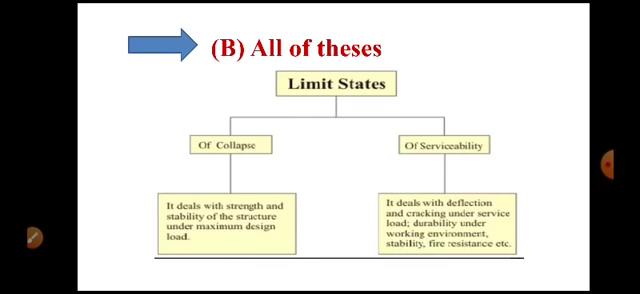 (B) All of theses
Limit States
Of Collapse
Of Serviceability
It deals with strength and
stability of the structure
under maximum design
load.
It deals with deflection
and cracking under service
load; durability under
working environment,
stability, fire resistance etc.